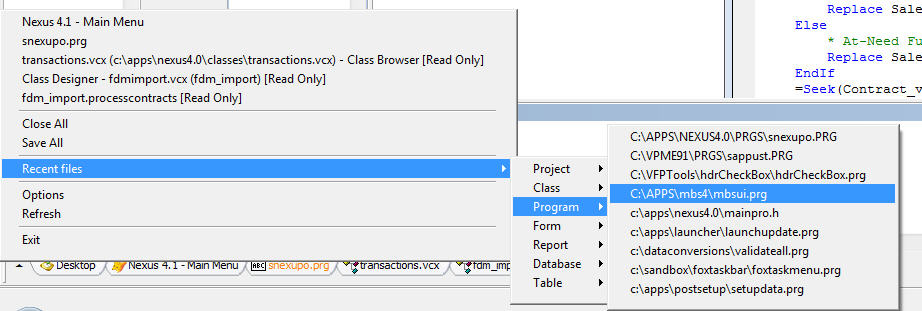 Nexus 4.1 - Main Menu
snexupo.prg
transactions.vcx (c:\apps\nexus4.0\classes\transactions.vcx) - Class Browser [Read Only]
Class Designer - fdmimport.vcx (fdm_import) [Read Only]
fdm_import.processcontracts [Read Only]
Close All
Save All
Recent files
Options
Refresh
Exit
Project
Class
Program
Form
Report
Database
Table
C:\APPS\NEXUS4.0\PRGS\snexupo.PRG
C:\VPME91\PRGS\sappust.PRG
C:\VFPTools\hdrCheckBox\hdrCheckBox.prg
C:\APPS\mbs4\mbsui.prg
c:\apps\nexus4.0\mainpro.h
c:\apps\launcher\launchupdate.prg
c:\dataconversions\validateall.prg
c:\sandbox\foxtaskbar\foxtaskmenu.prg
c:\apps\postsetup\setupdata.prg
Replace Sale
Else
* At-Need Fu
Replace Sale
EndIf
=Seek(Contract_v
Desktop
Nexus 4.1 - Main Menu
ABC snexupo.prg
transactions.vcx
fdm_imp